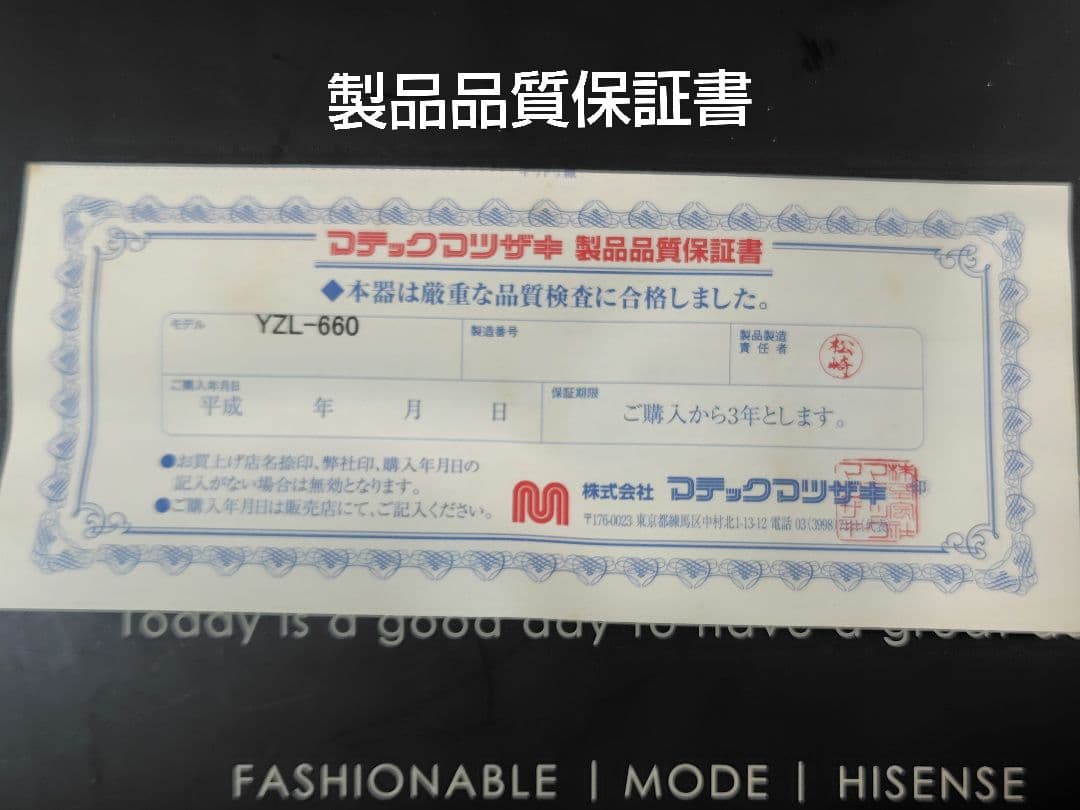 製品品質保証書
マテックマツザキ 製品品質保証書
◆本器は厳重な品質検査に合格しました。
モデル YZL-660 製造番号 製品製造
責任者 松崎
ご購入年月日 保証期限
平成 年 月 日 ご購入から3年とします。
●お買上げ店名捺印、弊社印、購入年月日の
記入がない場合は無効となります。
●ご購入年月日は販売店にて、ご記入ください。
株式会社 マテックマツザキ 印
〒176-0023 東京都練馬区中村北1-13-12 電話 03(3998)
Today is a good day to have a great
FASHIONABLE | MODE | HISENSE